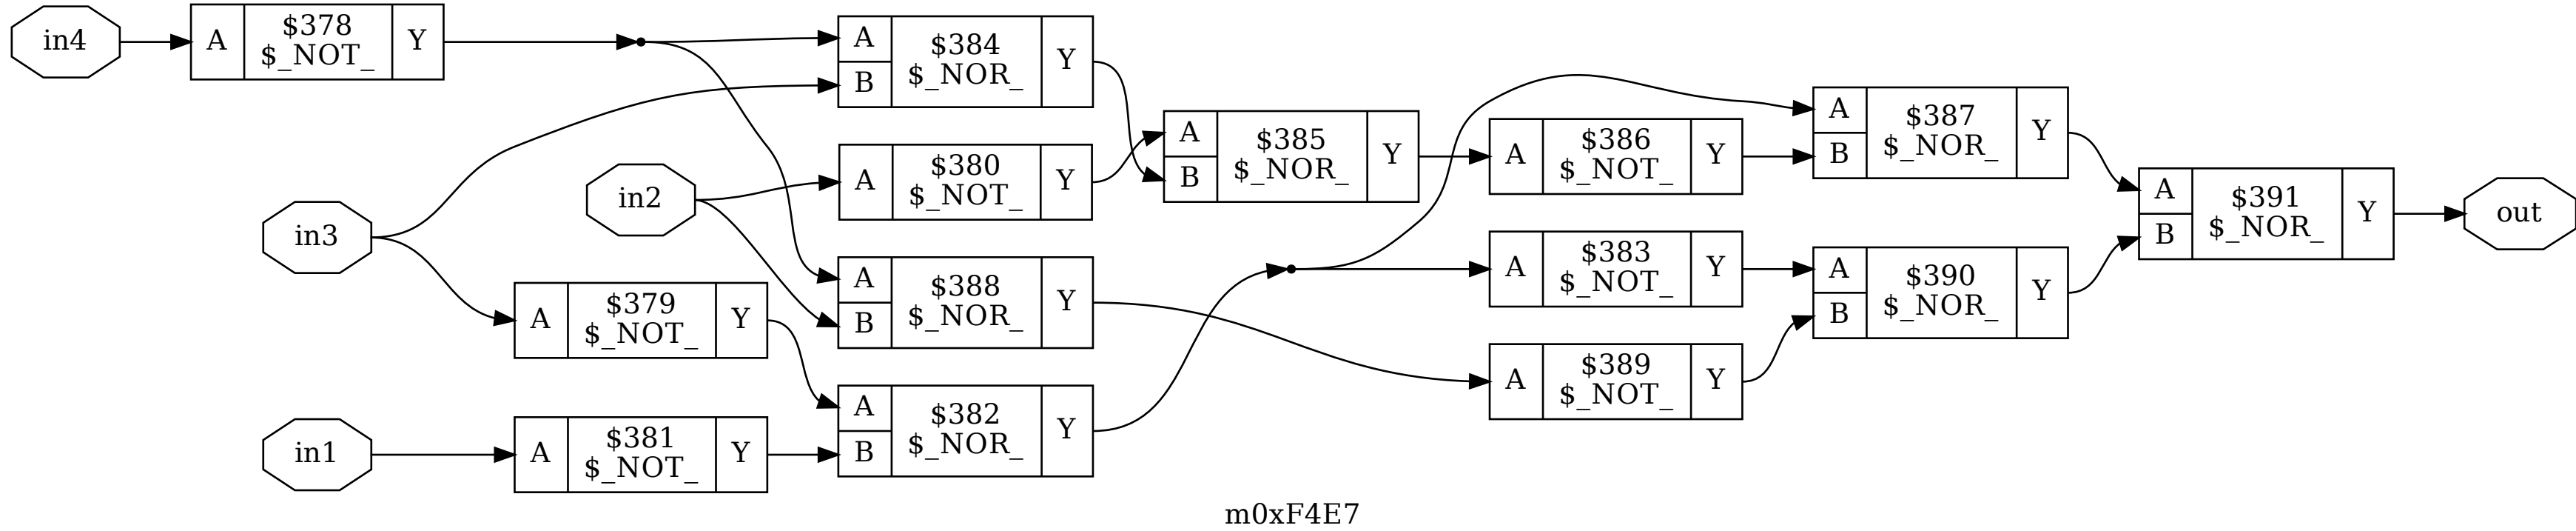 in4
A
$378
$_NOT_
Y
A
B
$384
$_NOR_
Y
A
$380
$_NOT_
Y
in2
in3
A
$379
$_NOT_
Y
A
B
$388
$_NOR_
Y
in1
A
$381
$_NOT_
Y
A
B
$382
$_NOR_
Y
A
B
$385
$_NOR_
Y
A
$386
$_NOT_
Y
A
$383
$_NOT_
Y
A
$389
$_NOT_
Y
A
B
$387
$_NOR_
Y
A
B
$390
$_NOR_
Y
A
B
$391
$_NOR_
Y
out
m0xF4E7